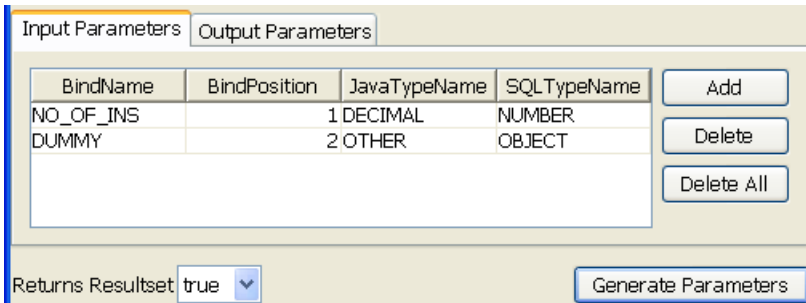 Input Parameters Output Parameters
BindName BindPosition JavaTypeName SQLTypeName Add
NO_OF_INS 1 DECIMAL NUMBER
DUMMY 2 OTHER OBJECT Delete
Delete All
Returns Resultset true Generate Parameters